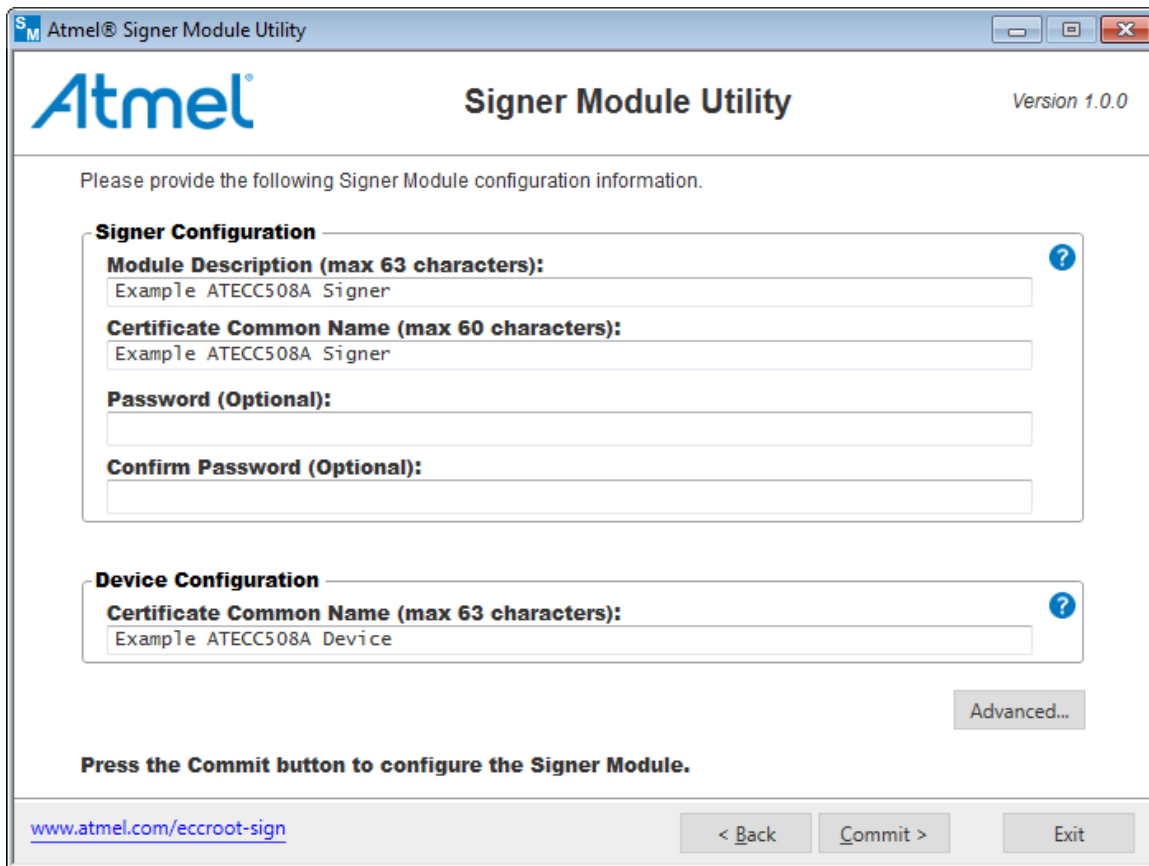 SM Atmel® Signer Module Utility
Atmel® Signer Module Utility Version 1.0.0
Please provide the following Signer Module configuration information.
Signer Configuration
?
Module Description (max 63 characters):
Example ATECC508A Signer
Certificate Common Name (max 60 characters):
Example ATECC508A Signer
Password (Optional):
Confirm Password (Optional):
Device Configuration
?
Certificate Common Name (max 63 characters):
Example ATECC508A Device
Advanced...
Press the Commit button to configure the Signer Module.
www.atmel.com/eccroot-sign < Back Commit > Exit